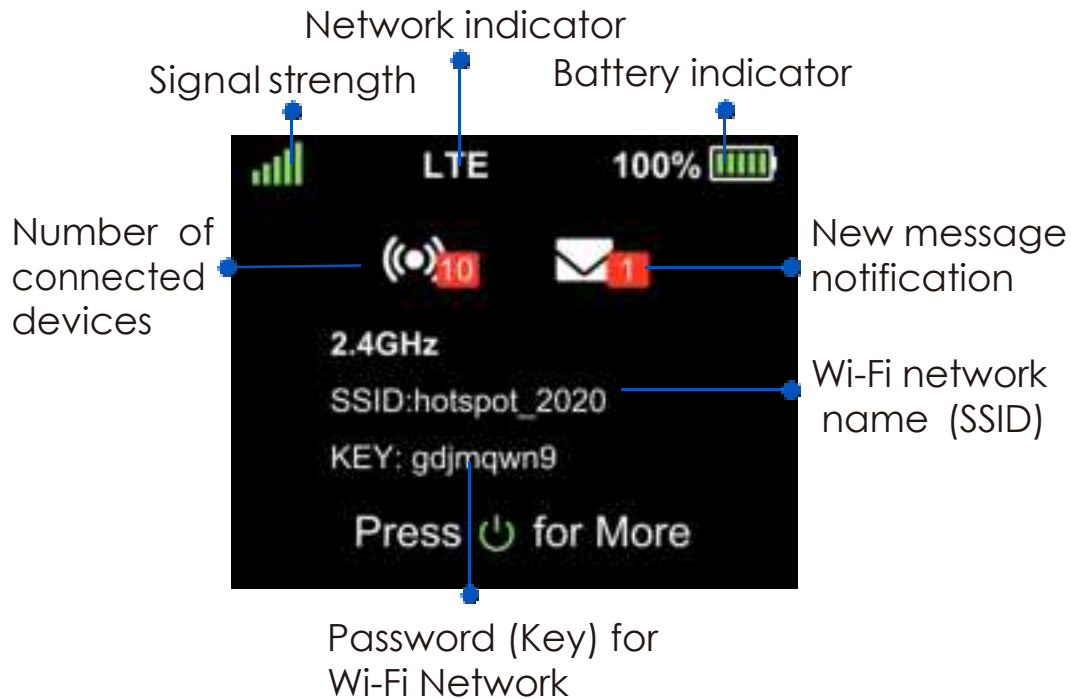 Network indicator
Signal strength
Battery indicator
LTE
100%
Number of
connected
devices
10
1
New message
notification
2.4GHz
SSID:hotspot_2020
Wi-Fi network
name (SSID)
KEY: gdjmqwn9
Press for More
Password (Key) for
Wi-Fi Network